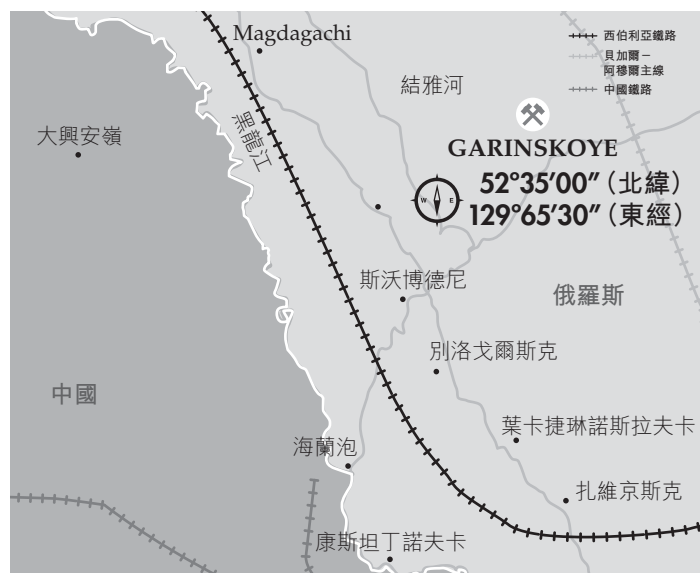 Magdagachi
西伯利亞鐵路
貝加爾－
阿穆爾主線
中國鐵路
結雅河
大興安嶺
黑龍江
GARINSKOYE
52°35′00″ (北緯)
129°65′30″ (東經)
W E
斯沃博德尼
俄羅斯
別洛戈爾斯克
中國
葉卡捷琳諾斯拉夫卡
海蘭泡
扎維京斯克
康斯坦丁諾夫卡